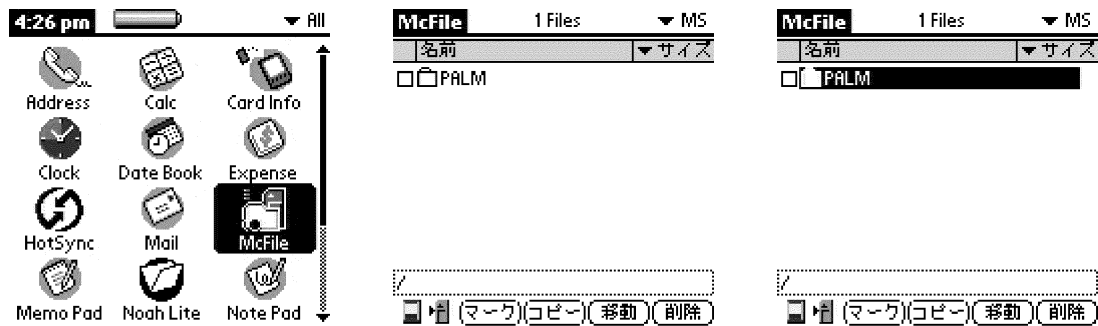 4:26 pm All
Address Calc Card Info
Clock Date Book Expense
HotSync Mail McFile
Memo Pad Noah Lite Note Pad
McFile 1 Files MS
名前 サイズ
PALM
/
マーク コピー 移動 削除
McFile 1 Files MS
名前 サイズ
PALM
/
マーク コピー 移動 削除